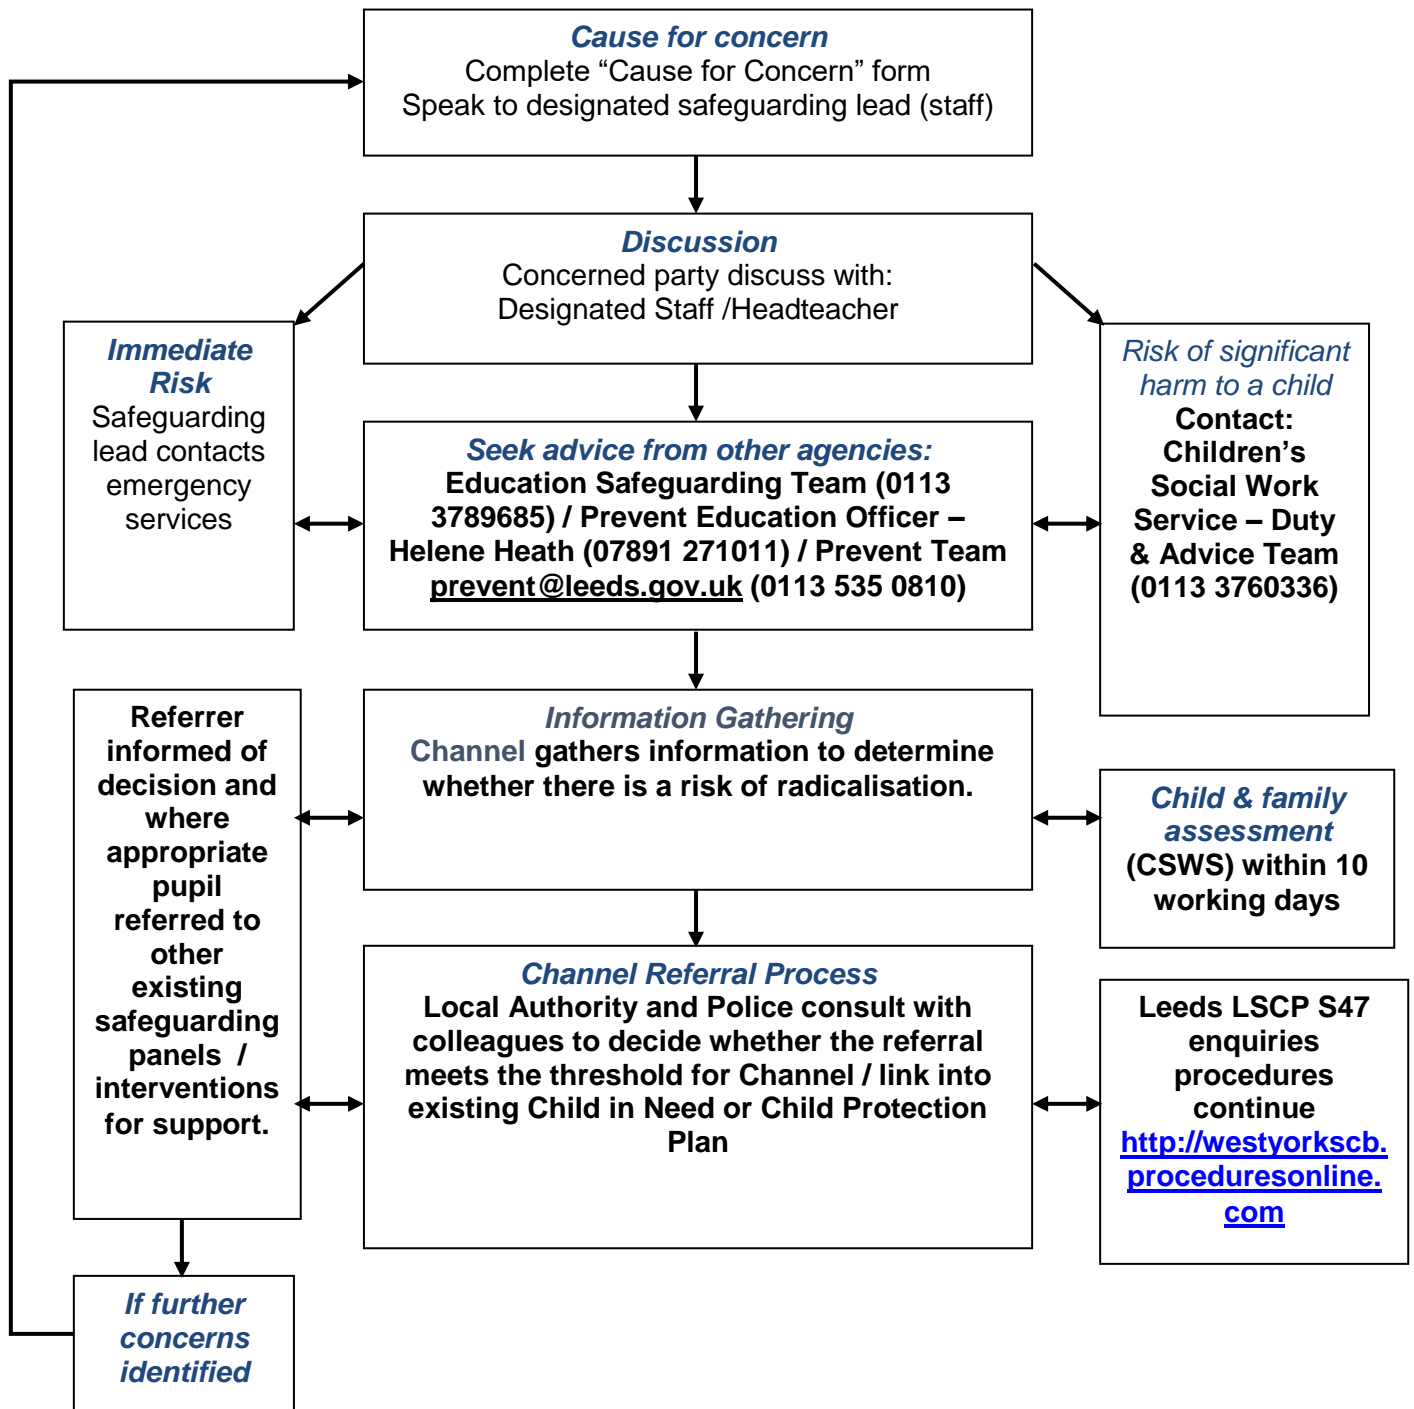 Cause for concern
Complete “Cause for Concern” form
Speak to designated safeguarding lead (staff)
Discussion
Concerned party discuss with:
Designated Staff /Headteacher
Immediate
Risk
Safeguarding
lead contacts
emergency
services
Seek advice from other agencies:
Education Safeguarding Team (0113
3789685) / Prevent Education Officer –
Helene Heath (07891 271011) / Prevent Team
prevent@leeds.gov.uk (0113 535 0810)
Risk of significant
harm to a child
Contact:
Children’s
Social Work
Service – Duty
& Advice Team
(0113 3760336)
Referrer
informed of
decision and
where
appropriate
pupil
referred to
other
existing
safeguarding
panels /
interventions
for support.
Information Gathering
Channel gathers information to determine
whether there is a risk of radicalisation.
Child & family
assessment
(CSWS) within 10
working days
Channel Referral Process
Local Authority and Police consult with
colleagues to decide whether the referral
meets the threshold for Channel / link into
existing Child in Need or Child Protection
Plan
Leeds LSCP S47
enquiries
procedures
continue
http://westyorkscb.
proceduresonline.
com
If further
concerns
identified